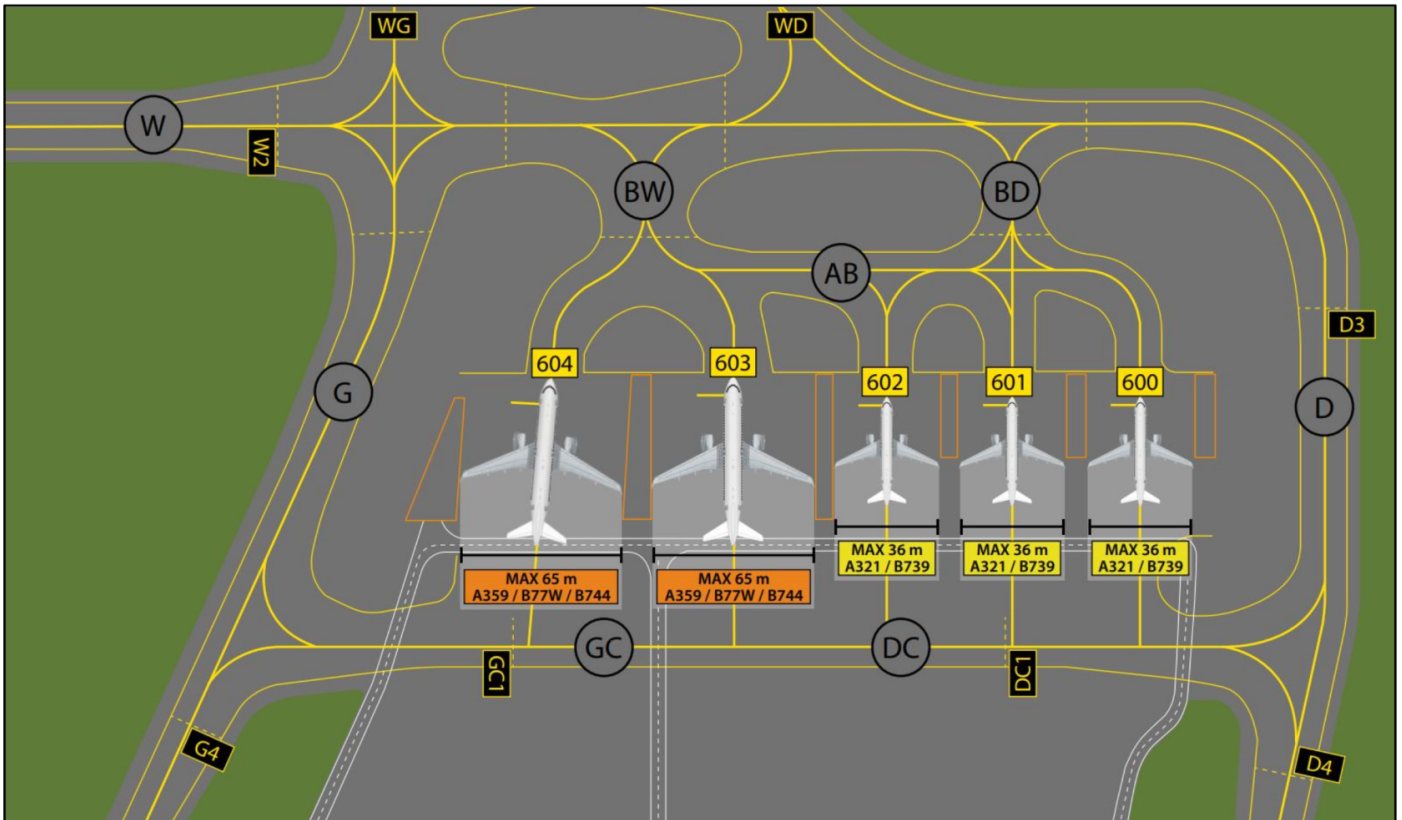 WG
WD
W
W2
BW
BD
AB
D3
604
603
602
601
600
G
D
MAX 36 m
A321 / B739
MAX 36 m
A321 / B739
MAX 36 m
A321 / B739
MAX 65 m
A359 / B77W / B744
MAX 65 m
A359 / B77W / B744
GC1
GC
DC
DC1
G4
D4